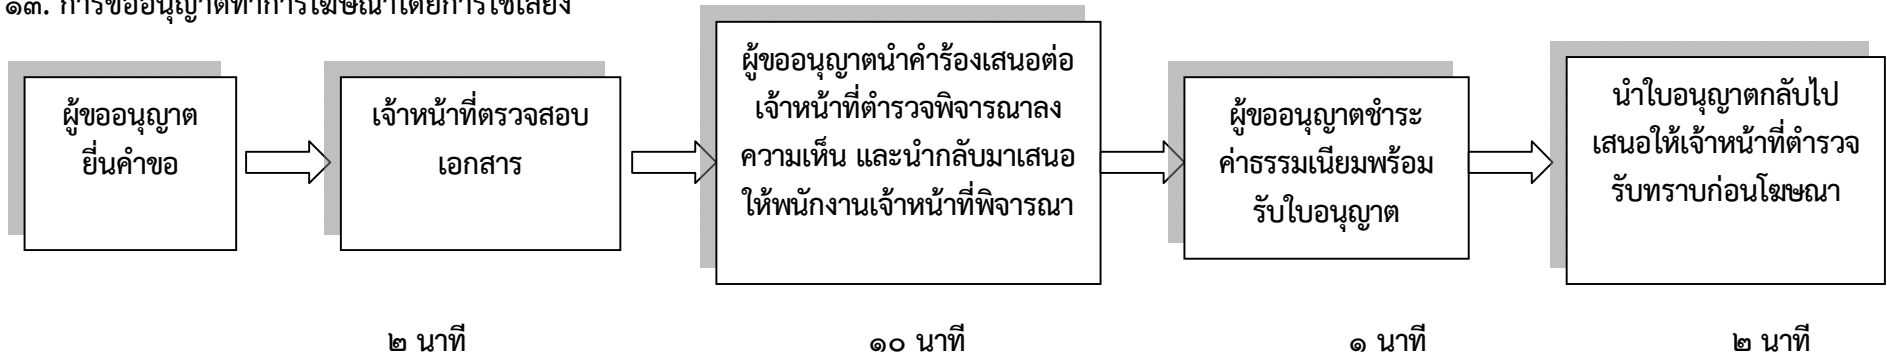 ๑๓. การขออนุญาตทำการโฆษณาโดยการใช้เสียง
ผู้ขออนุญาต
ยื่นคำขอ
เจ้าหน้าที่ตรวจสอบ
เอกสาร
ผู้ขออนุญาตนำคำร้องเสนอต่อ
เจ้าหน้าที่ตำรวจพิจารณาลง
ความเห็น และนำกลับมาเสนอ
ให้พนักงานเจ้าหน้าที่พิจารณา
ผู้ขออนุญาตชำระ
ค่าธรรมเนียมพร้อม
รับใบอนุญาต
นำใบอนุญาตกลับไป
เสนอให้เจ้าหน้าที่ตำรวจ
รับทราบก่อนโฆษณา
๒ นาที
๑๐ นาที
๑ นาที
๒ นาที